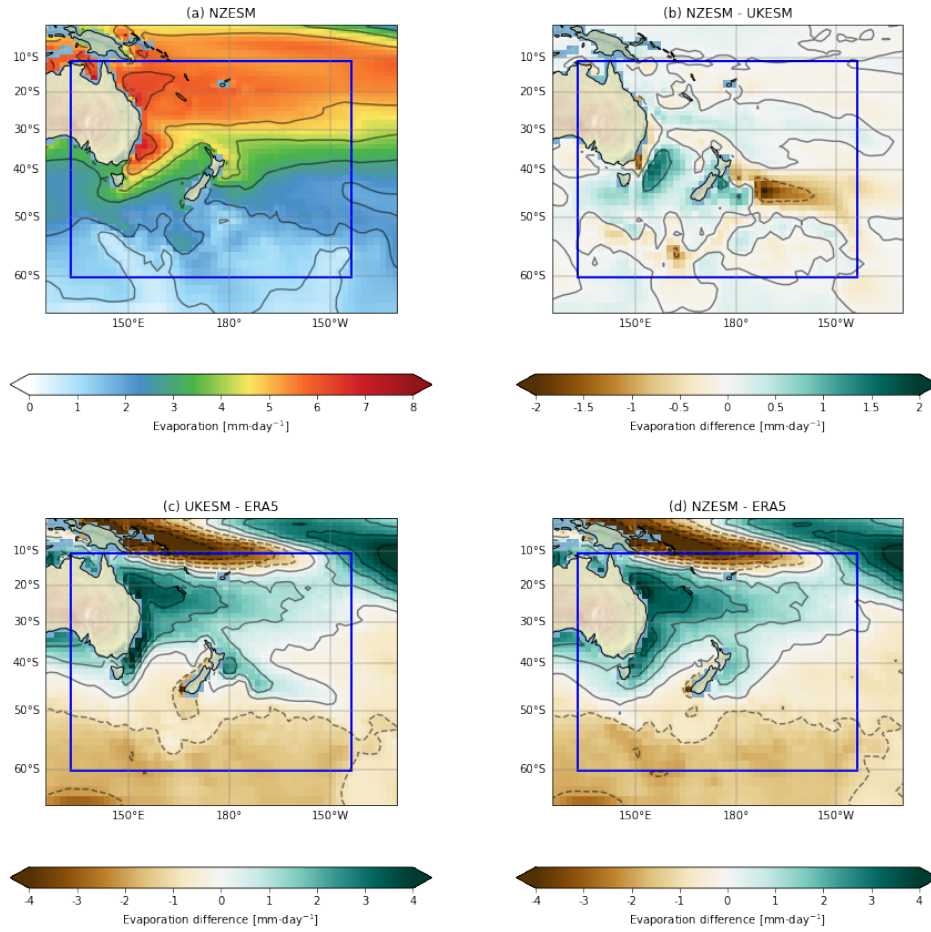 (a) NZESM
10°S
20°S
30°S
40°S
50°S
60°S
150°E 180° 150°W
0 1 2 3 4 5 6 7 8
Evaporation [mm·day⁻¹]
(b) NZESM - UKESM
10°S
20°S
30°S
40°S
50°S
60°S
150°E 180° 150°W
-2 -1.5 -1 -0.5 0 0.5 1 1.5 2
Evaporation difference [mm·day⁻¹]
(c) UKESM - ERA5
10°S
20°S
30°S
40°S
50°S
60°S
150°E 180° 150°W
-4 -3 -2 -1 0 1 2 3 4
Evaporation difference [mm·day⁻¹]
(d) NZESM - ERA5
10°S
20°S
30°S
40°S
50°S
60°S
150°E 180° 150°W
-4 -3 -2 -1 0 1 2 3 4
Evaporation difference [mm·day⁻¹]